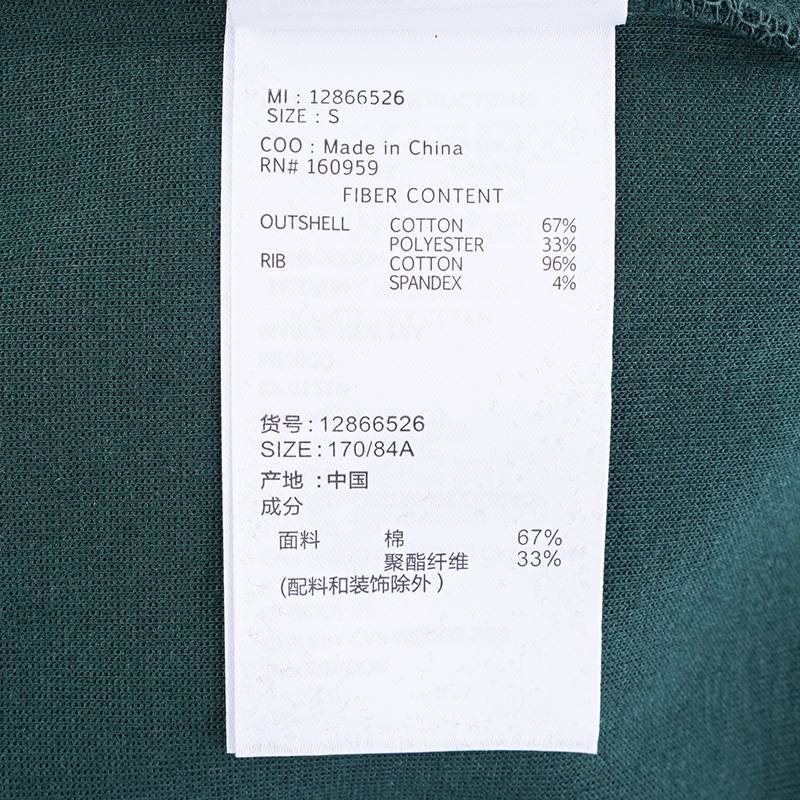 MI : 12866526
SIZE : S
COO : Made in China
RN# 160959
FIBER CONTENT
OUTSHELL COTTON 67%
POLYESTER 33%
RIB COTTON 96%
SPANDEX 4%
货号:12866526
SIZE:170/84A
产地 :中国
成分
面料 棉 67%
聚酯纤维 33%
(配料和装饰除外 )